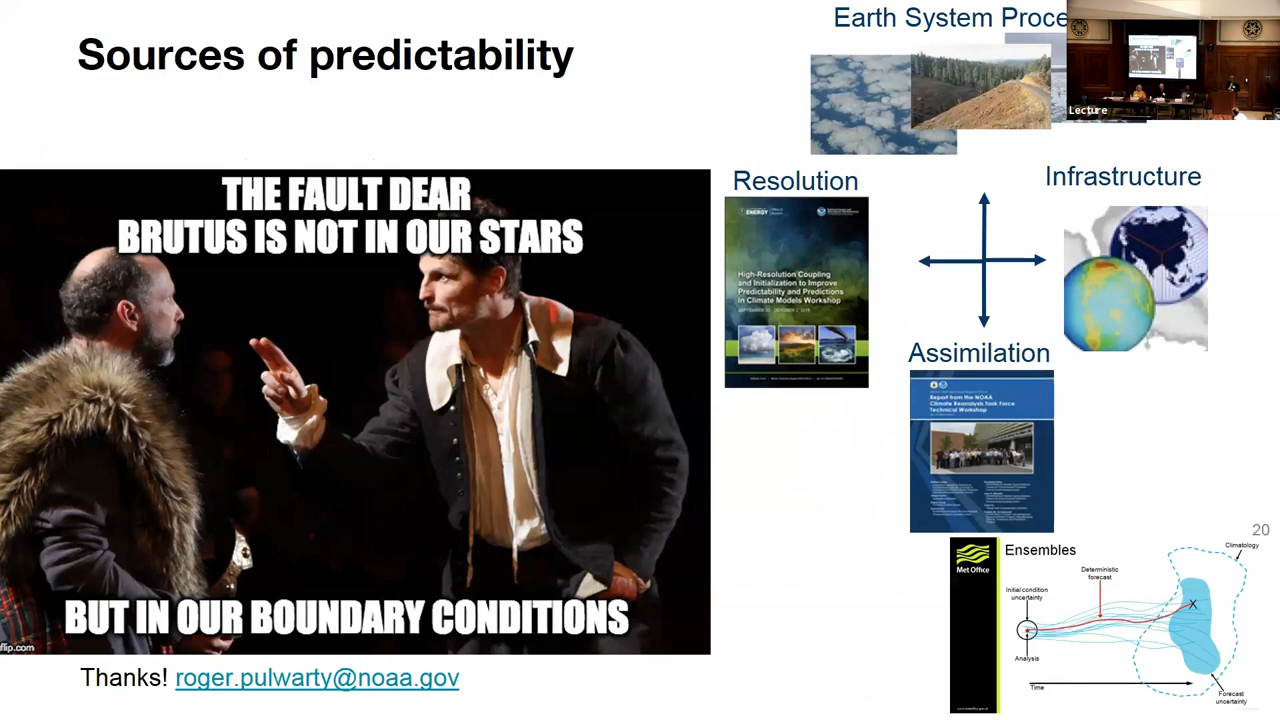 Sources of predictability
Earth System Proce
Lecture
THE FAULT DEAR
BRUTUS IS NOT IN OUR STARS
BUT IN OUR BOUNDARY CONDITIONS
flip.com
Thanks! roger.pulwarty@noaa.gov
Resolution
ENERGY
High-Resolution Coupling
and Initialization to Improve
Predictability and Predictions
in Climate Models Workshop
Infrastructure
Assimilation
Report from the NOAA
Climate Reanalysis Task Force
Technical Workshop
20
Met Office
Ensembles
Climatology
Deterministic
forecast
Initial condition
uncertainty
X
Analysis
Time
Forecast
uncertainty